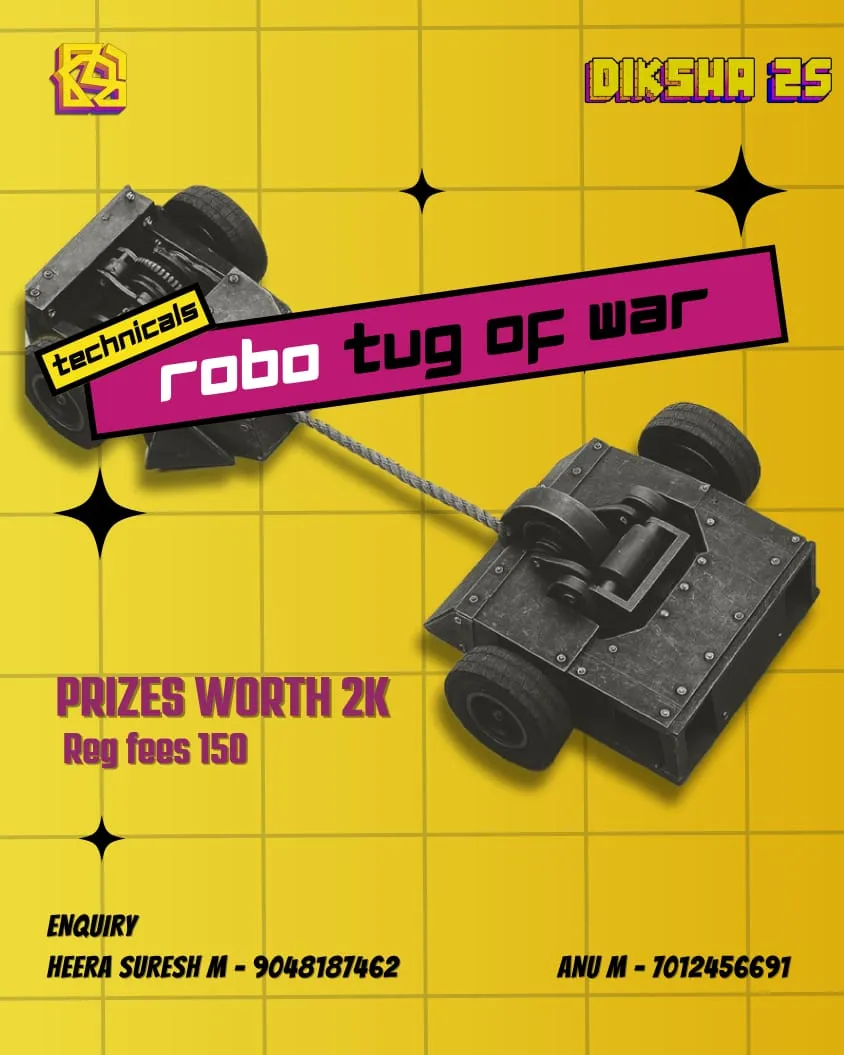 DIKSHA 25
technicals
robo tug of war
PRIZES WORTH 2K
Reg fees 150
ENQUIRY
HEERA SURESH M - 9048187462
ANU M - 7012456691